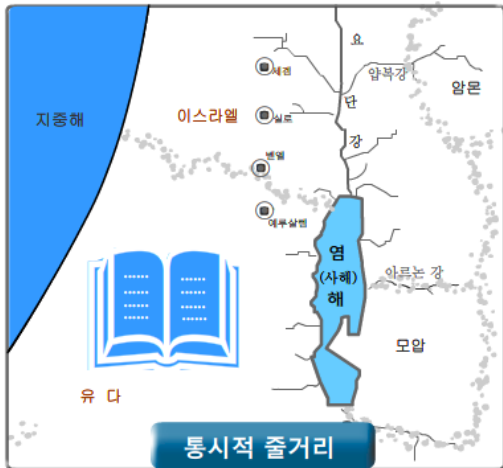 요
세겜
얍복강
암몬
단
지중해
이스라엘
실로
강
벧엘
예루살렘
염
(사해)
해
아르논 강
모압
유 다
통시적 줄거리